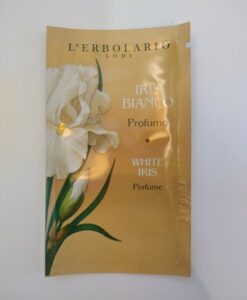 L'ERBOLARIO
LODI
IRIS
BIANCO
Profumo
WHITE
IRIS
Perfume